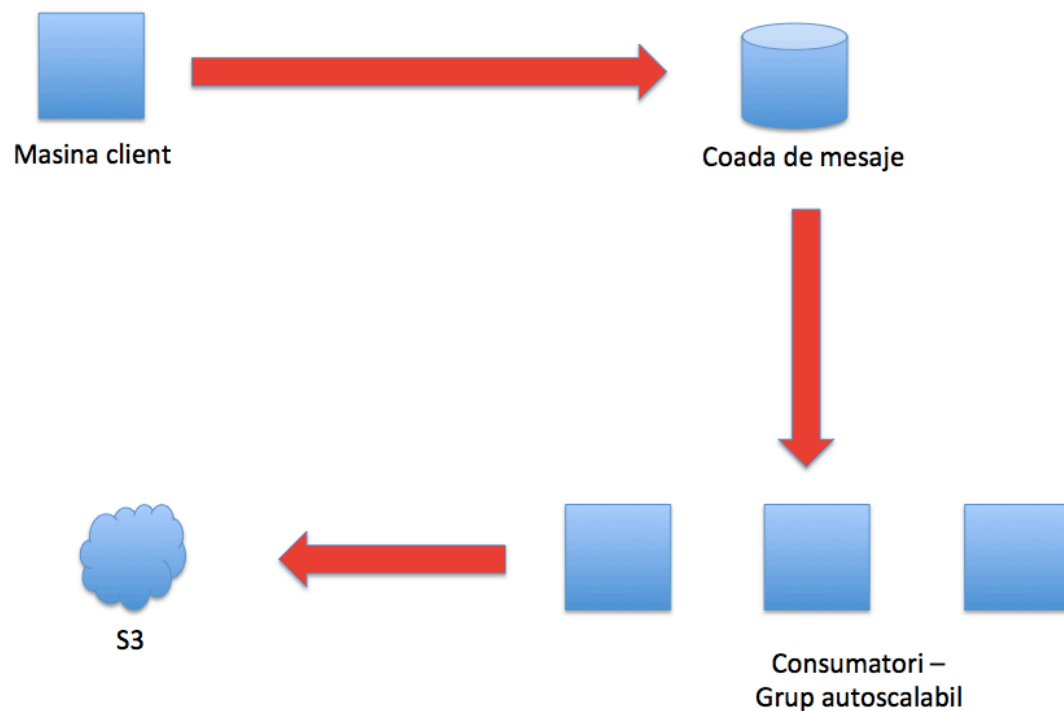 Masina client
Coada de mesaje
S3
Consumatori –
Grup autoscalabil